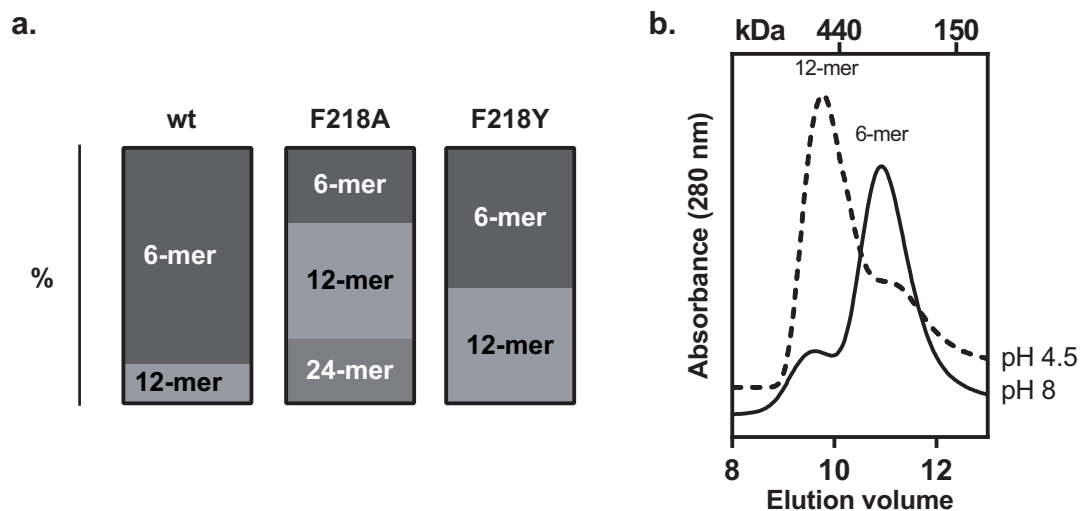 a.
wt F218A F218Y
%
6-mer
12-mer
6-mer
12-mer
24-mer
6-mer
12-mer
b.
kDa 440 150
12-mer
6-mer
Absorbance (280 nm)
pH 4.5
pH 8
8 10 12
Elution volume